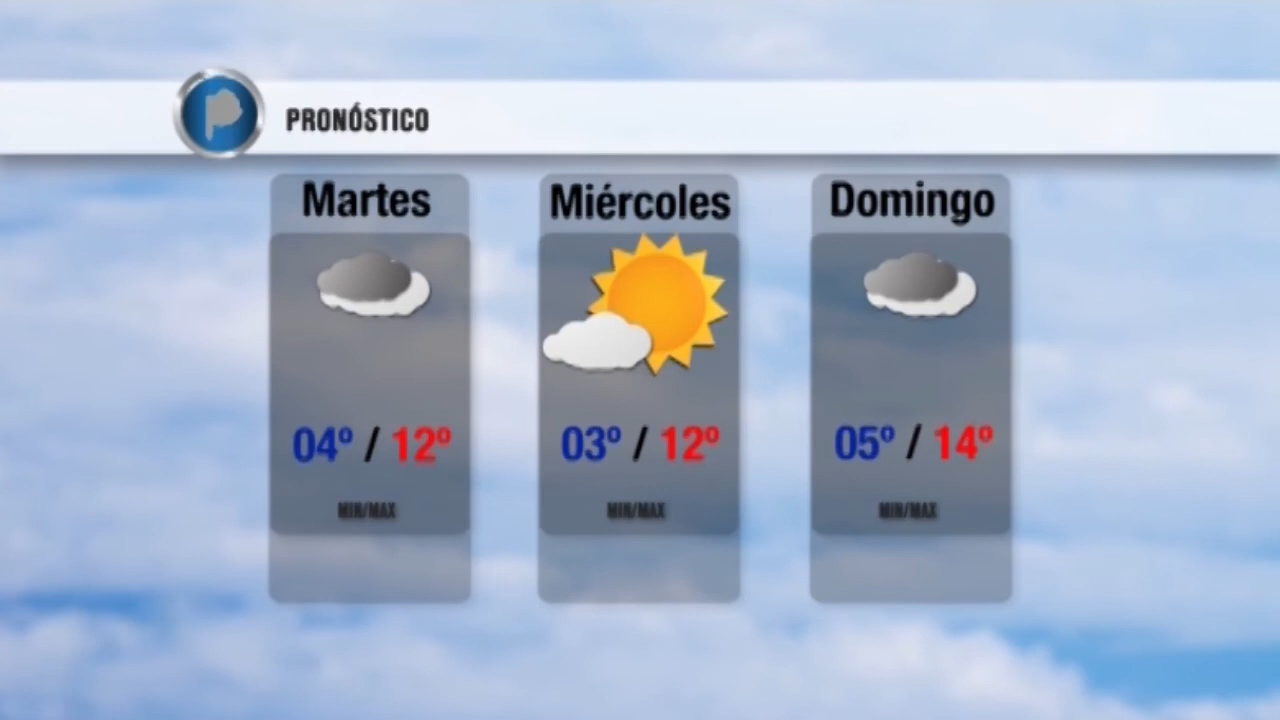 PRONÓSTICO
Martes
04º / 12º
MIN/MAX
Miércoles
03º / 12º
MIN/MAX
Domingo
05º / 14º
MIN/MAX